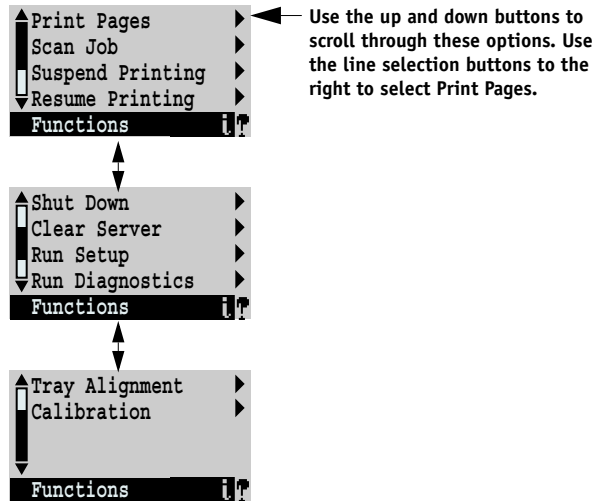 Print Pages
Scan Job
Suspend Printing
Resume Printing
Functions
Use the up and down buttons to
scroll through these options. Use
the line selection buttons to the
right to select Print Pages.
Shut Down
Clear Server
Run Setup
Run Diagnostics
Functions
Tray Alignment
Calibration
Functions